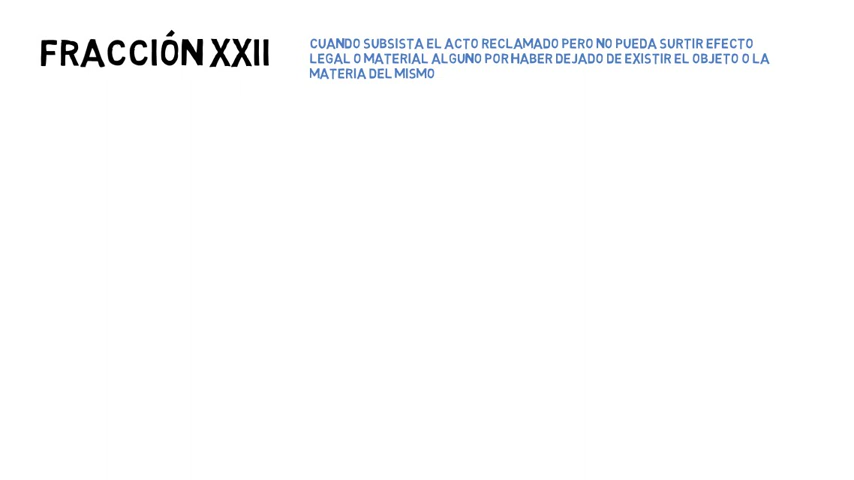 FRACCIÓN XXII
CUANDO SUBSISTA EL ACTO RECLAMADO PERO NO PUEDA SURTIR EFECTO
LEGAL O MATERIAL ALGUNO POR HABER DEJADO DE EXISTIR EL OBJETO O LA
MATERIA DEL MISMO